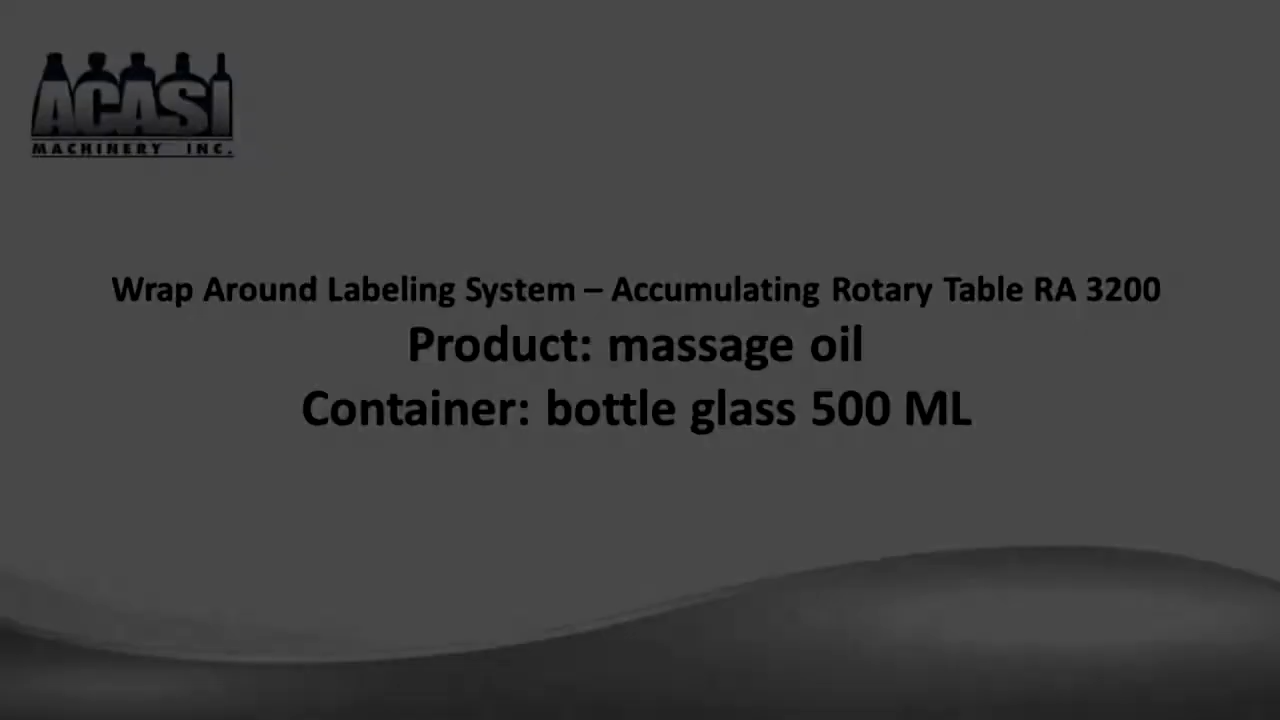 ACASI
MACHINERY INC.
Wrap Around Labeling System – Accumulating Rotary Table RA 3200
Product: massage oil
Container: bottle glass 500 ML